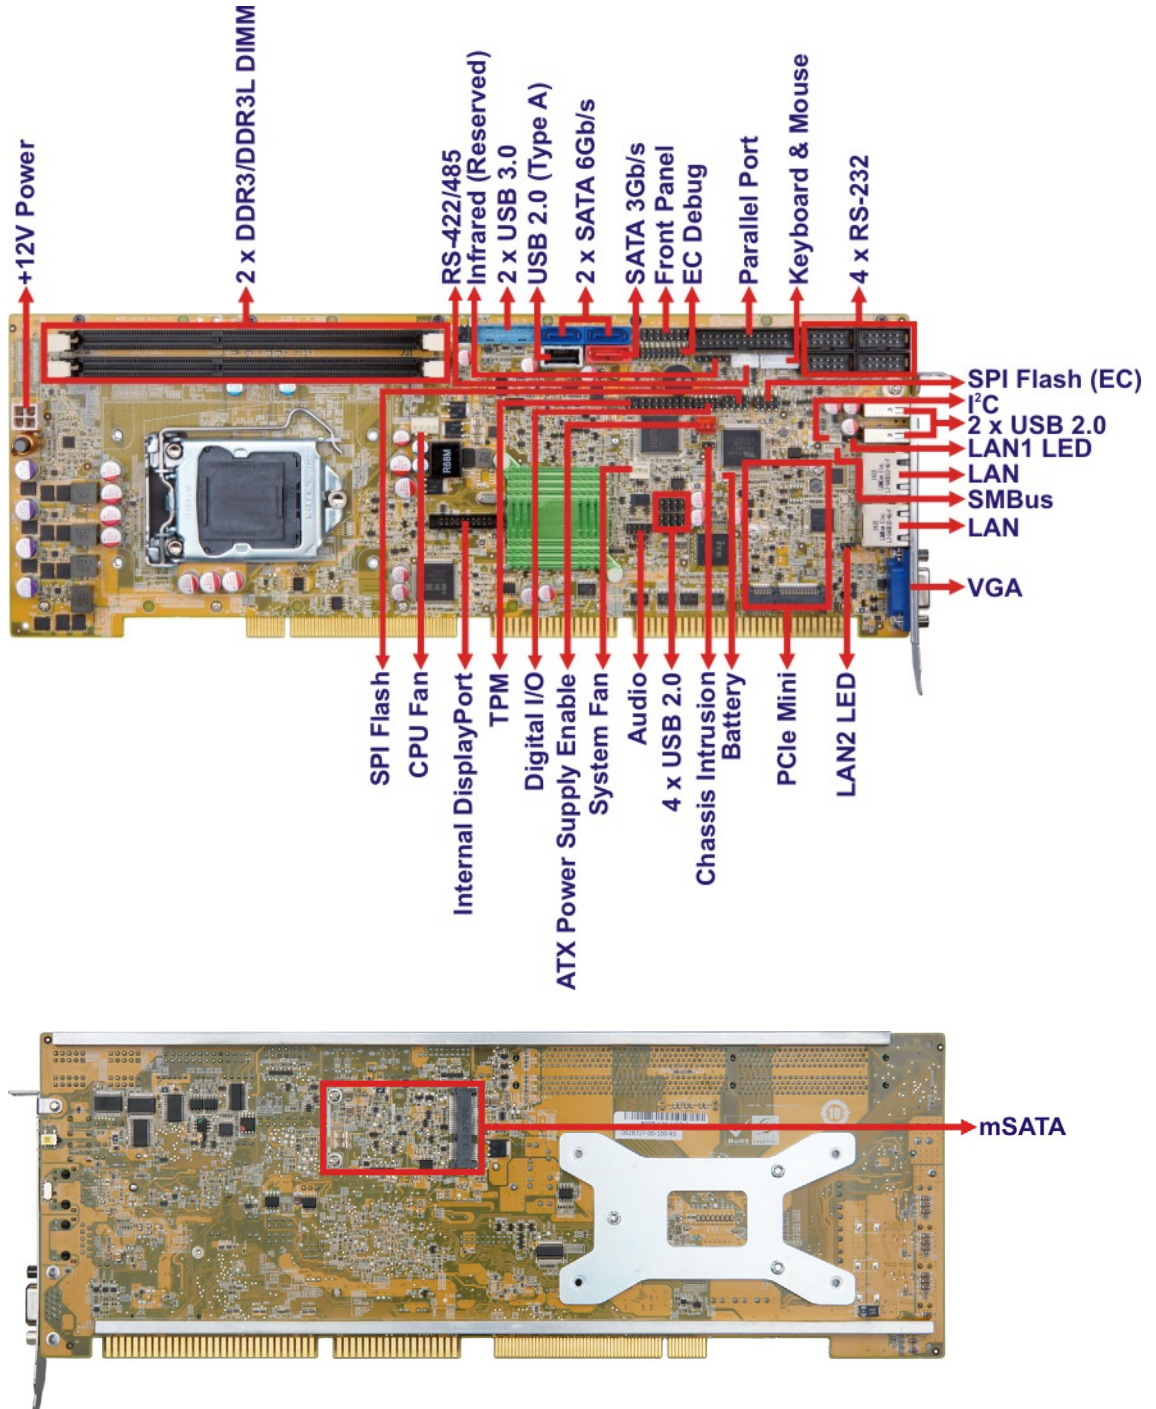 +12V Power
2 x DDR3/DDR3L DIMM
RS-422/485
Infrared (Reserved)
2 x USB 3.0
USB 2.0 (Type A)
2 x SATA 6Gb/s
SATA 3Gb/s
Front Panel
EC Debug
Parallel Port
Keyboard & Mouse
4 x RS-232
SPI Flash (EC)
I²C
2 x USB 2.0
LAN1 LED
LAN
SMBus
LAN
VGA
R68M
SPI Flash
CPU Fan
Internal DisplayPort
TPM
Digital I/O
ATX Power Supply Enable
System Fan
Audio
4 x USB 2.0
Chassis Intrusion
Battery
PCIe Mini
LAN2 LED
mSATA
RoHS